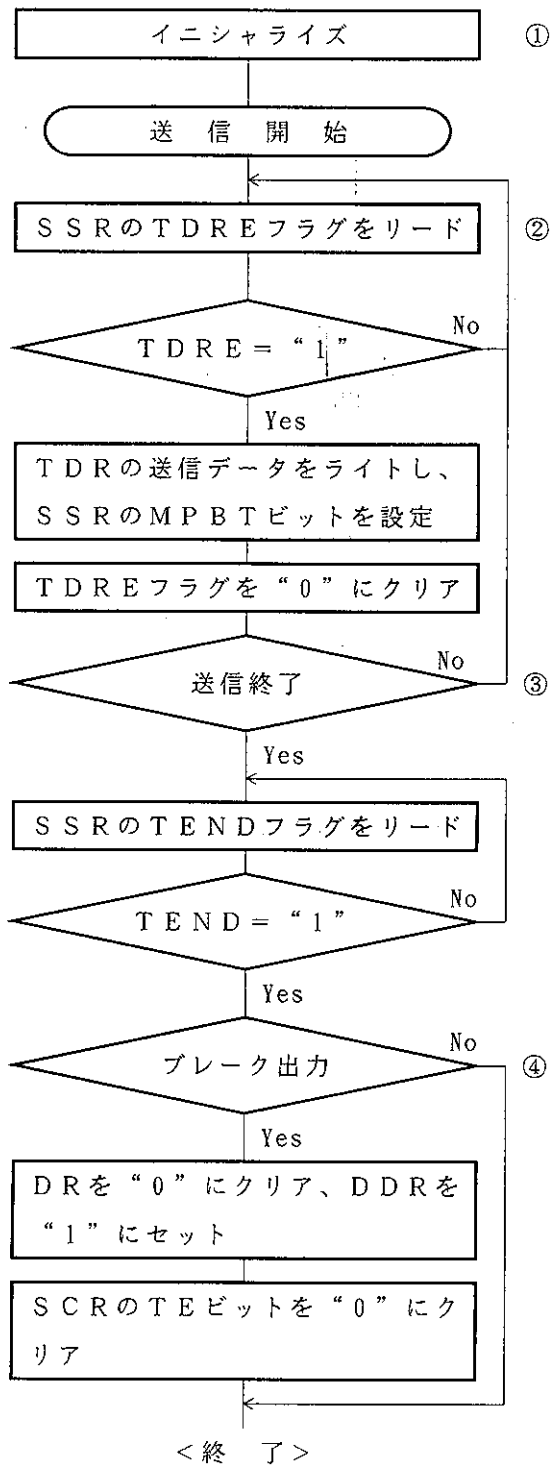 イニシャライズ ①
送信開始
SSRのTDREフラグをリード ②
No
TDRE=“1”
Yes
TDRの送信データをライトし、
SSRのMPBTビットを設定
TDREフラグを“0”にクリア
No
送信終了 ③
Yes
SSRのTENDフラグをリード
No
TEND=“1”
Yes
No
ブレーク出力 ④
Yes
DRを“0”にクリア、DDRを
“1”にセット
SCRのTEビットを“0”にク
リア
<終 了>